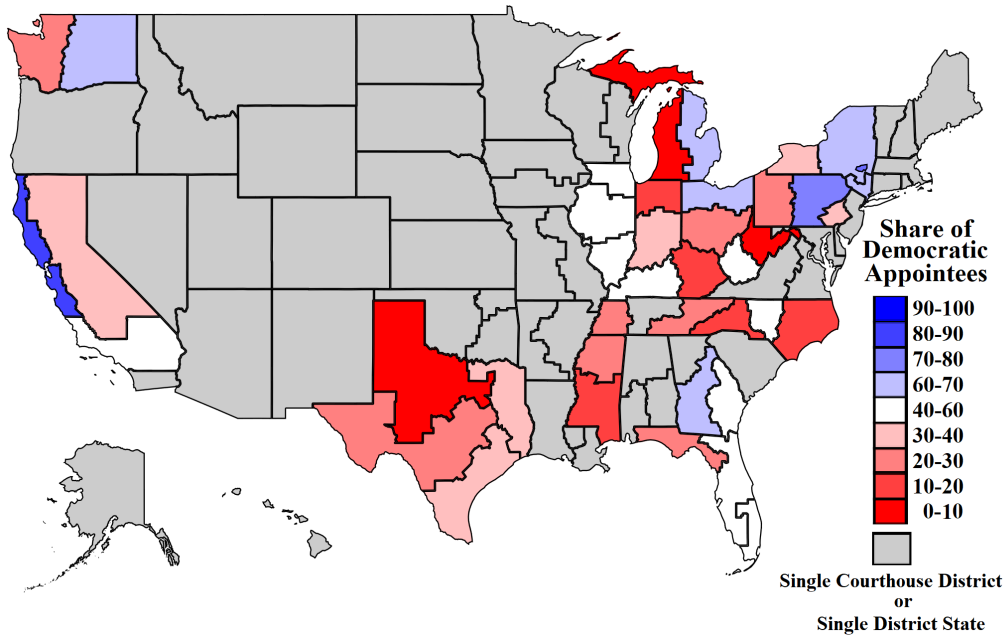 Share of
Democratic
Appointees
90-100
80-90
70-80
60-70
40-60
30-40
20-30
10-20
0-10
Single Courthouse District
or
Single District State